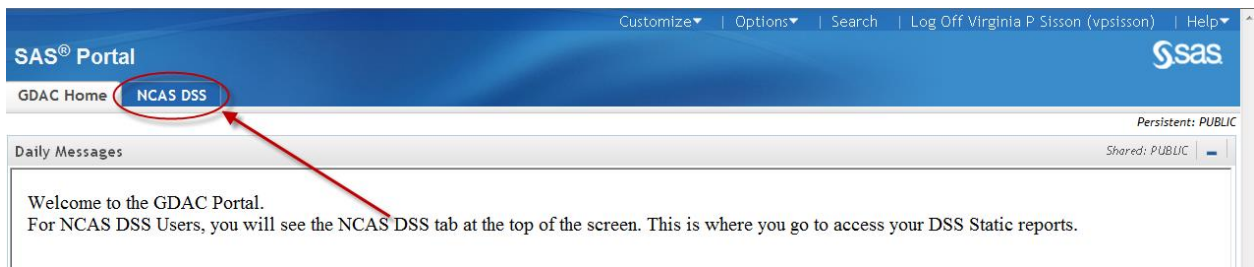 Customize▼ | Options▼ | Search | Log Off Virginia P Sisson (vpsisson) | Help▼
SAS® Portal
sas
GDAC Home NCAS DSS
Persistent: PUBLIC
Daily Messages Shared: PUBLIC
Welcome to the GDAC Portal.
For NCAS DSS Users, you will see the NCAS DSS tab at the top of the screen. This is where you go to access your DSS Static reports.